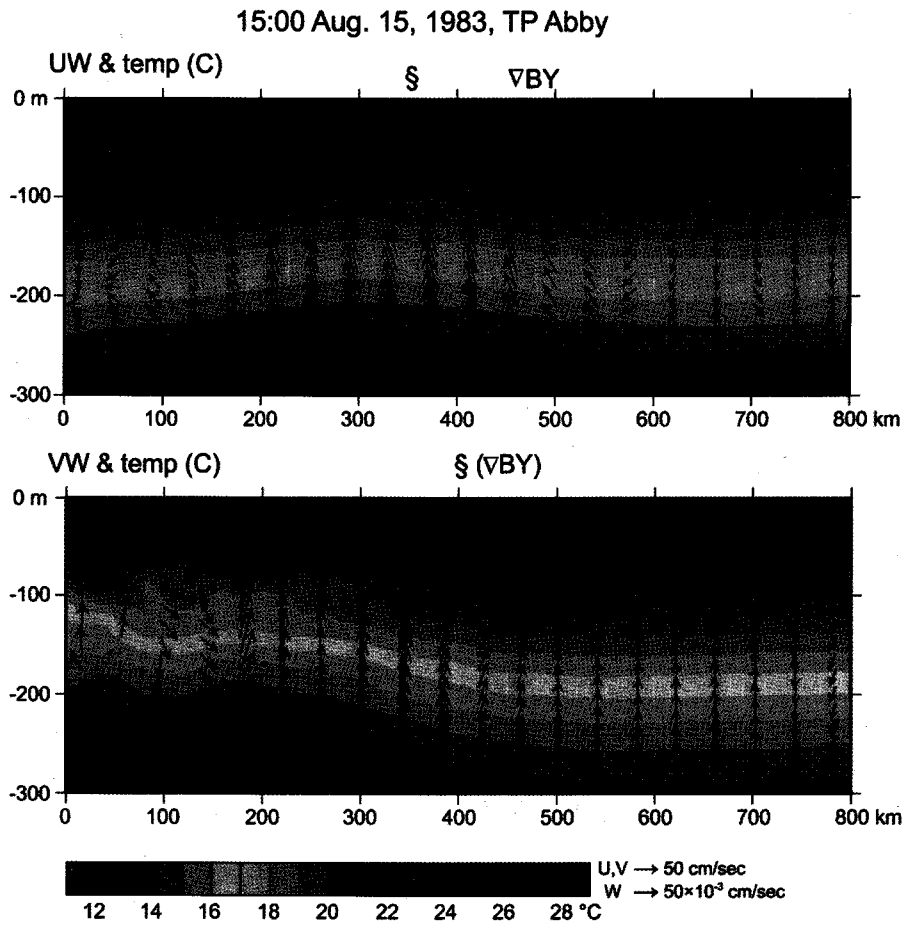 15:00 Aug. 15, 1983, TP Abby
UW & temp (C) § ∇BY
0 m
-100
-200
-300
0 100 200 300 400 500 600 700 800 km
VW & temp (C) § (∇BY)
0 m
-100
-200
-300
0 100 200 300 400 500 600 700 800 km
U,V → 50 cm/sec
W → 50×10⁻³ cm/sec
12 14 16 18 20 22 24 26 28 °C